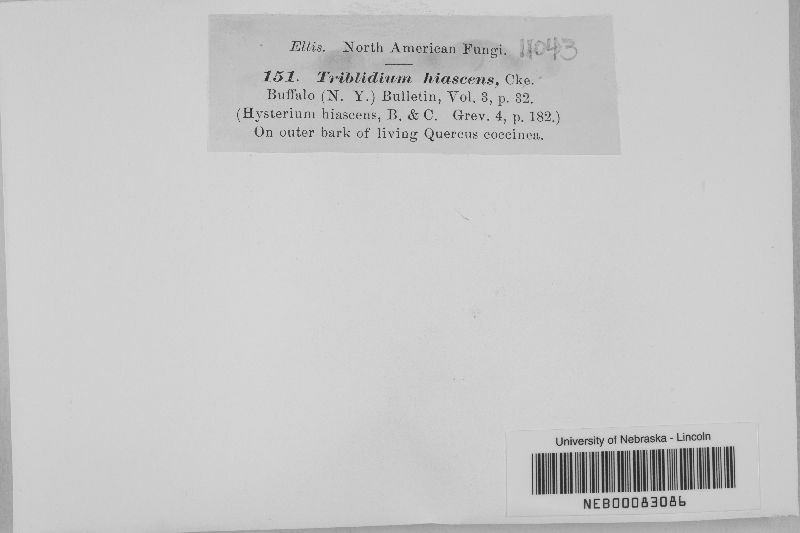 Ellis. North American Fungi. 11043
151. Triblidium hiascens, Cke.
Buffalo (N. Y.) Bulletin, Vol. 3, p. 32.
(Hysterium hiascens, B. & C. Grev. 4, p. 182.)
On outer bark of living Quercus coccinea.
University of Nebraska - Lincoln
NEB00083086